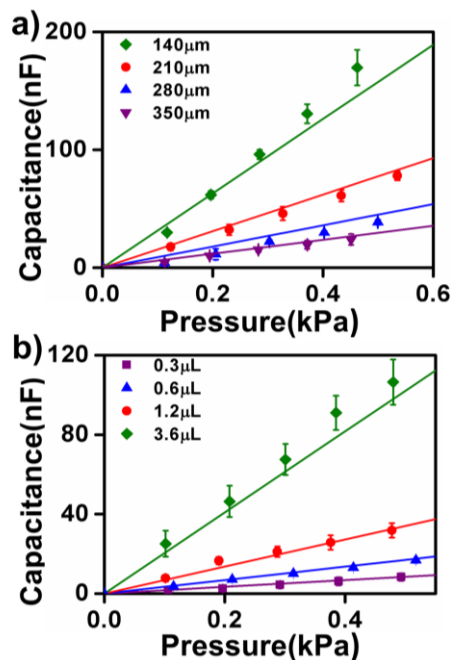 a)
140μm
210μm
280μm
350μm
Capacitance(nF)
200
100
0
0.0 0.2 0.4 0.6
Pressure(kPa)
b)
0.3μL
0.6μL
1.2μL
3.6μL
Capacitance(nF)
120
80
40
0
0.0 0.2 0.4
Pressure(kPa)